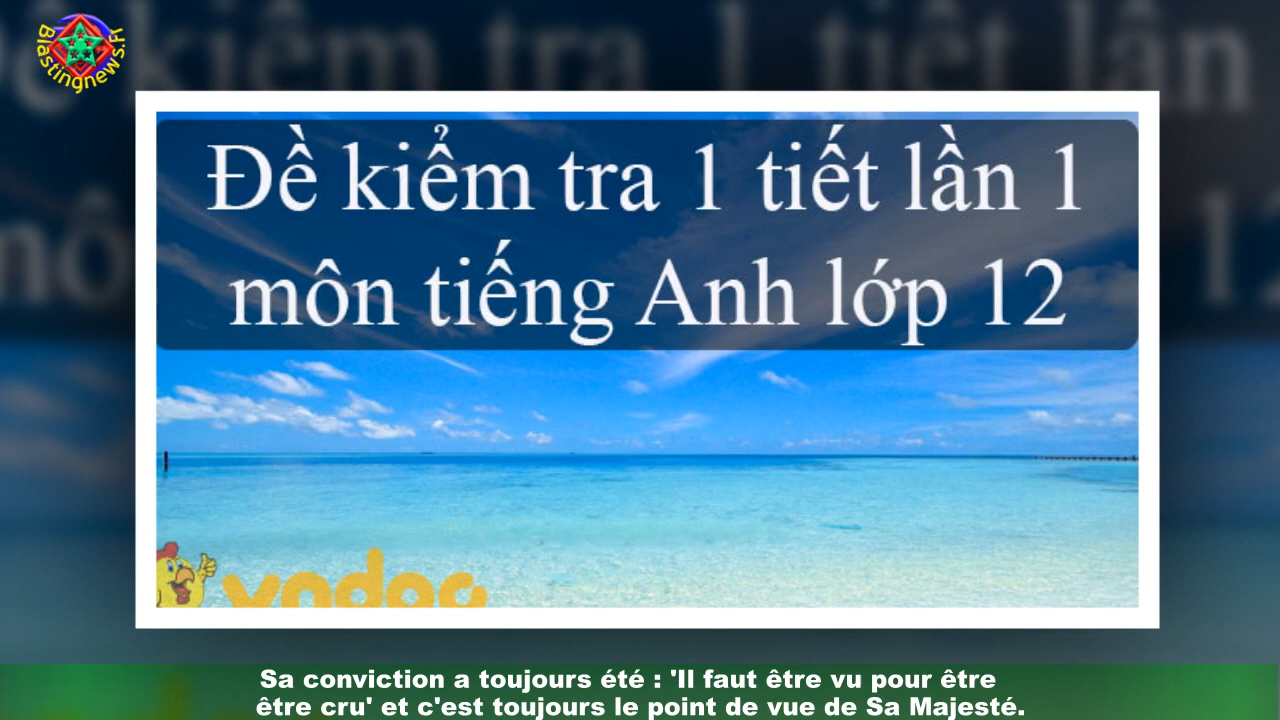 Blastingnews.Fr
Đề kiểm tra 1 tiết lần 1
môn tiếng Anh lớp 12
vndoc
Sa conviction a toujours été : 'Il faut être vu pour être
être cru' et c'est toujours le point de vue de Sa Majesté.